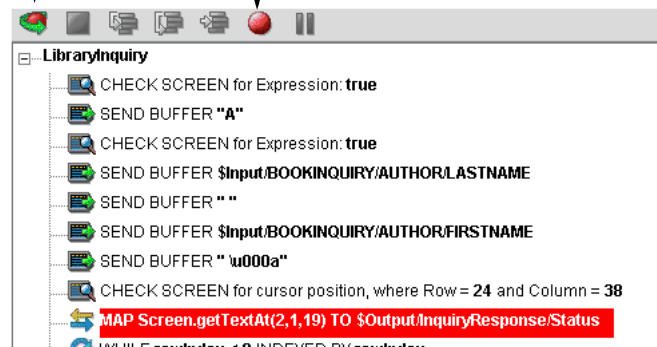 LibraryInquiry
CHECK SCREEN for Expression: true
SEND BUFFER "A"
CHECK SCREEN for Expression: true
SEND BUFFER $Input/BOOKINQUIRY/AUTHOR/LASTNAME
SEND BUFFER " "
SEND BUFFER $Input/BOOKINQUIRY/AUTHOR/FIRSTNAME
SEND BUFFER " \u000a"
CHECK SCREEN for cursor position, where Row = 24 and Column = 38
MAP Screen.getTextAt(2,1,19) TO $Output/InquiryResponse/Status